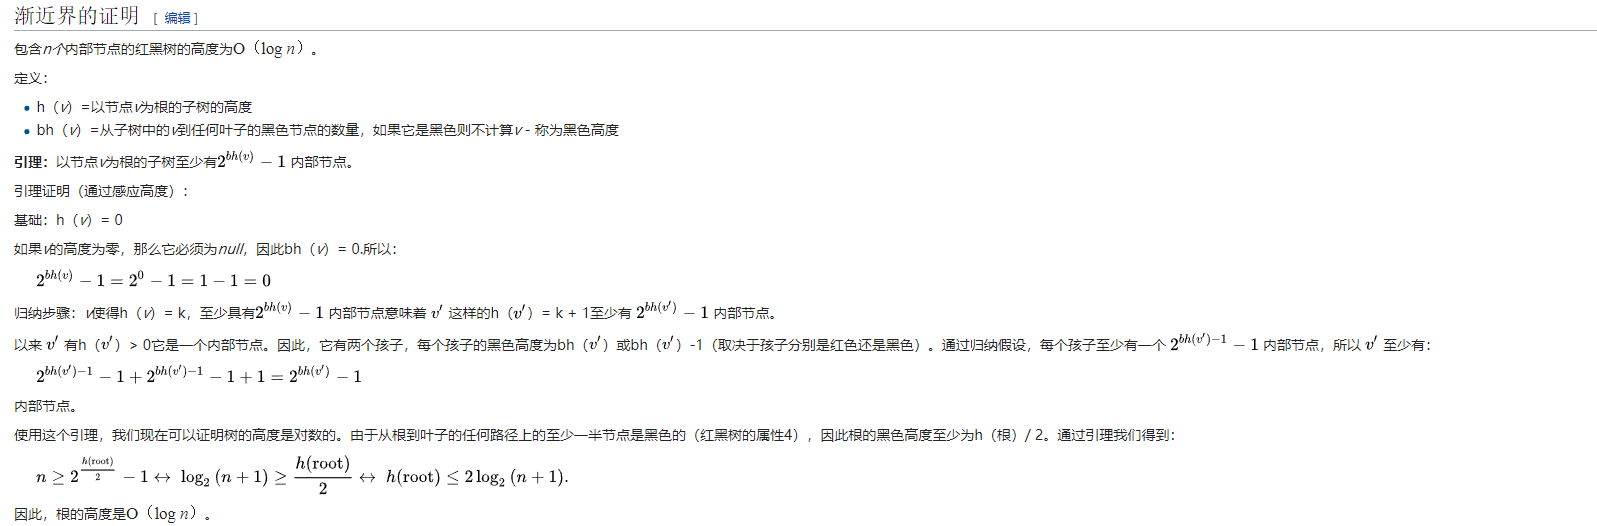 渐近界的证明 [ 编辑 ]
包含n个内部节点的红黑树的高度为O（log n）。
定义：
• h（v）=以节点v为根的子树的高度
• bh（v）=从子树中的v到任何叶子的黑色节点的数量，如果它是黑色则不计算v - 称为黑色高度
引理：以节点v为根的子树至少有2^{bh(v)} − 1 内部节点。
引理证明（通过感应高度）：
基础：h（v）= 0
如果v的高度为零，那么它必须为null，因此bh（v）= 0.所以：
2^{bh(v)} − 1 = 2^0 − 1 = 1 − 1 = 0
归纳步骤：v使得h（v）= k，至少具有2^{bh(v)} − 1 内部节点意味着 v′ 这样的h（v′）= k + 1至少有 2^{bh(v′)} − 1 内部节点。
以来 v′ 有h（v′）> 0它是一个内部节点。因此，它有两个孩子，每个孩子的黑色高度为bh（v′）或bh（v′）-1（取决于孩子分别是红色还是黑色）。通过归纳假设，每个孩子至少有一个 2^{bh(v′)−1} − 1 内部节点，所以 v′ 至少有：
2^{bh(v′)−1} − 1 + 2^{bh(v′)−1} − 1 + 1 = 2^{bh(v′)} − 1
内部节点。
使用这个引理，我们现在可以证明树的高度是对数的。由于从根到叶子的任何路径上的至少一半节点是黑色的（红黑树的属性4），因此根的黑色高度至少为h（根）/ 2。通过引理我们得到：
n ≥ 2^{\frac{h(root)}{2}} − 1 ↔ log_2 (n + 1) ≥ \frac{h(root)}{2} ↔ h(root) ≤ 2 log_2 (n + 1).
因此，根的高度是O（log n）。